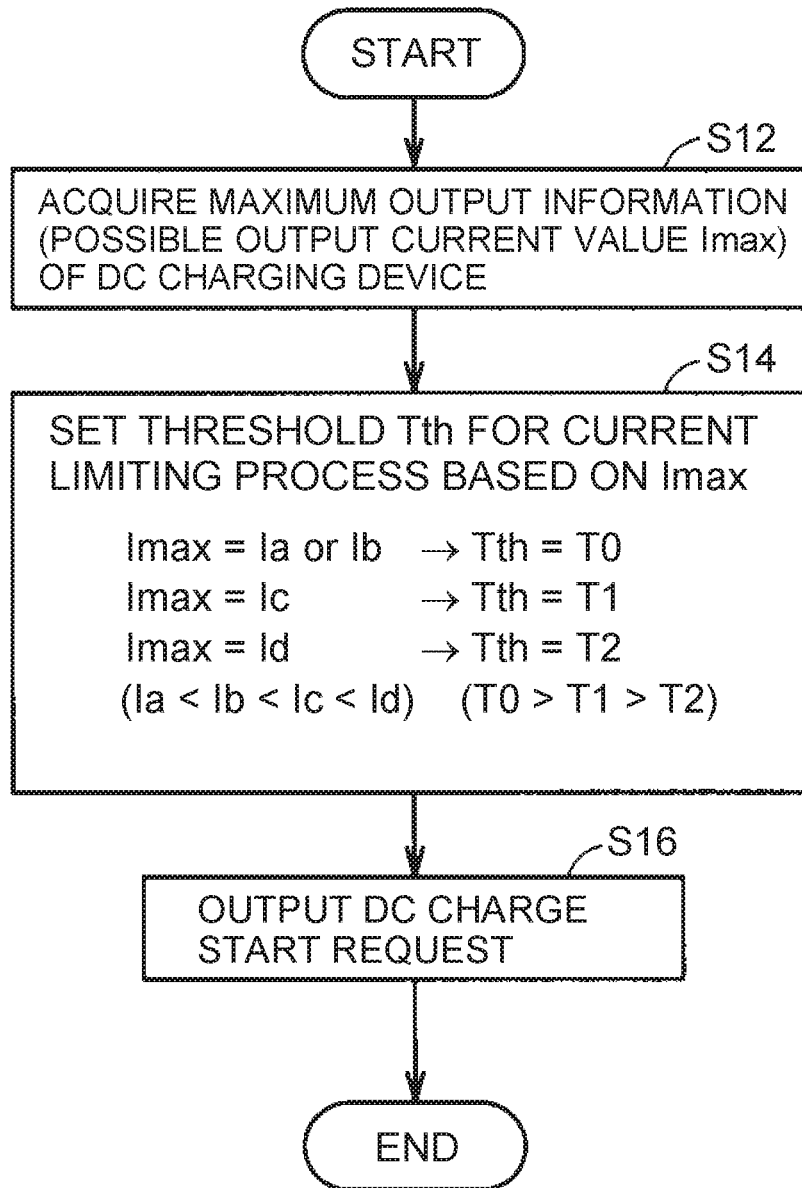 START
S12
ACQUIRE MAXIMUM OUTPUT INFORMATION
(POSSIBLE OUTPUT CURRENT VALUE Imax)
OF DC CHARGING DEVICE
S14
SET THRESHOLD Tth FOR CURRENT
LIMITING PROCESS BASED ON Imax
Imax = Ia or Ib → Tth = T0
Imax = Ic → Tth = T1
Imax = Id → Tth = T2
(Ia < Ib < Ic < Id) (T0 > T1 > T2)
S16
OUTPUT DC CHARGE
START REQUEST
END